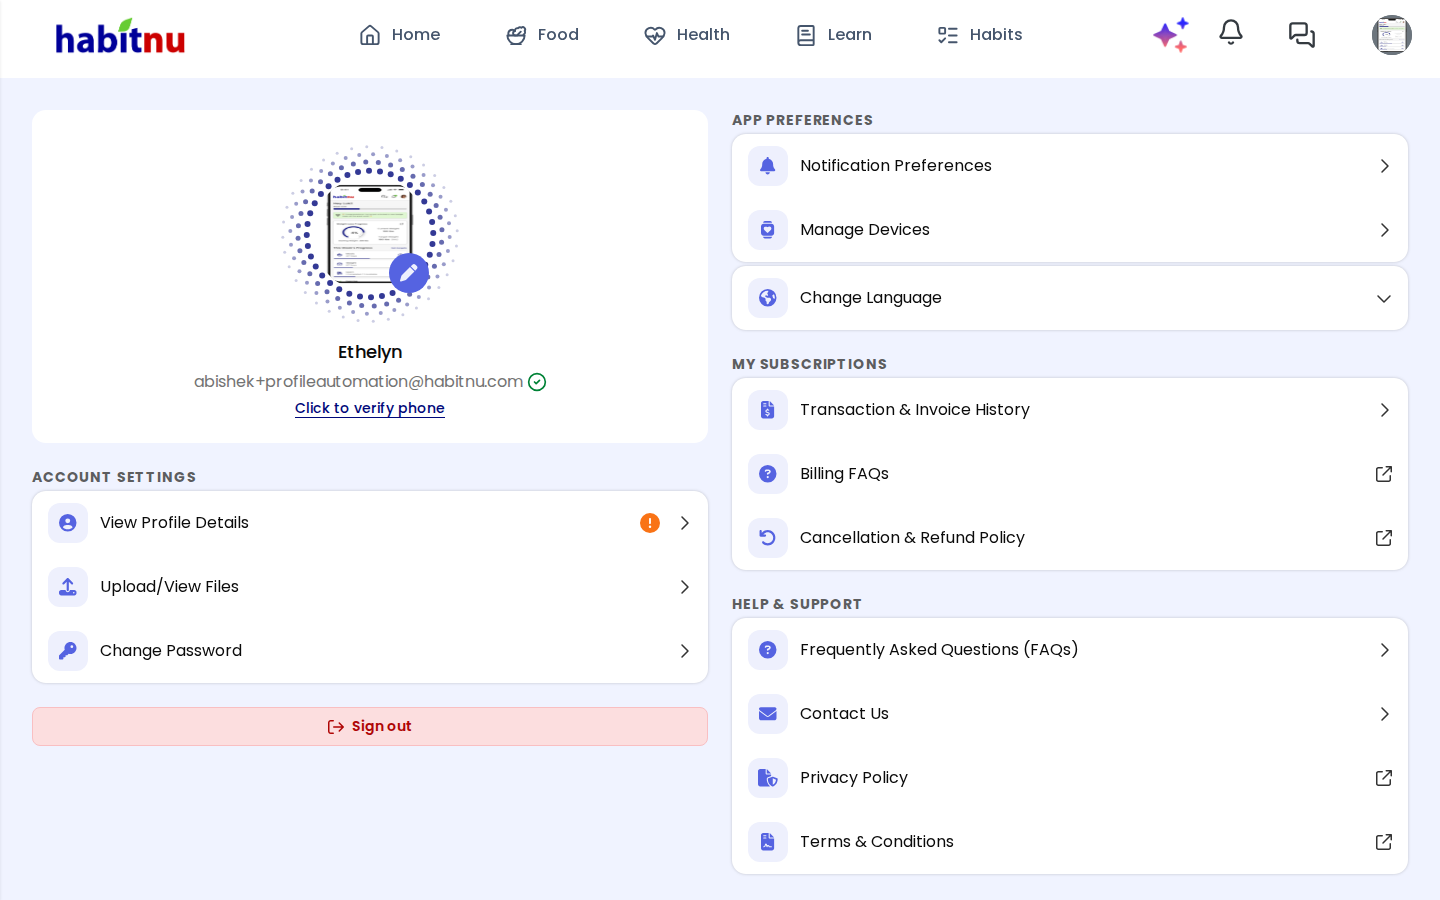 habitnu
Home
Food
Health
Learn
Habits
Ethelyn
abishek+profileautomation@habitnu.com
Click to verify phone
ACCOUNT SETTINGS
View Profile Details
Upload/View Files
Change Password
Sign out
APP PREFERENCES
Notification Preferences
Manage Devices
Change Language
MY SUBSCRIPTIONS
Transaction & Invoice History
Billing FAQs
Cancellation & Refund Policy
HELP & SUPPORT
Frequently Asked Questions (FAQs)
Contact Us
Privacy Policy
Terms & Conditions